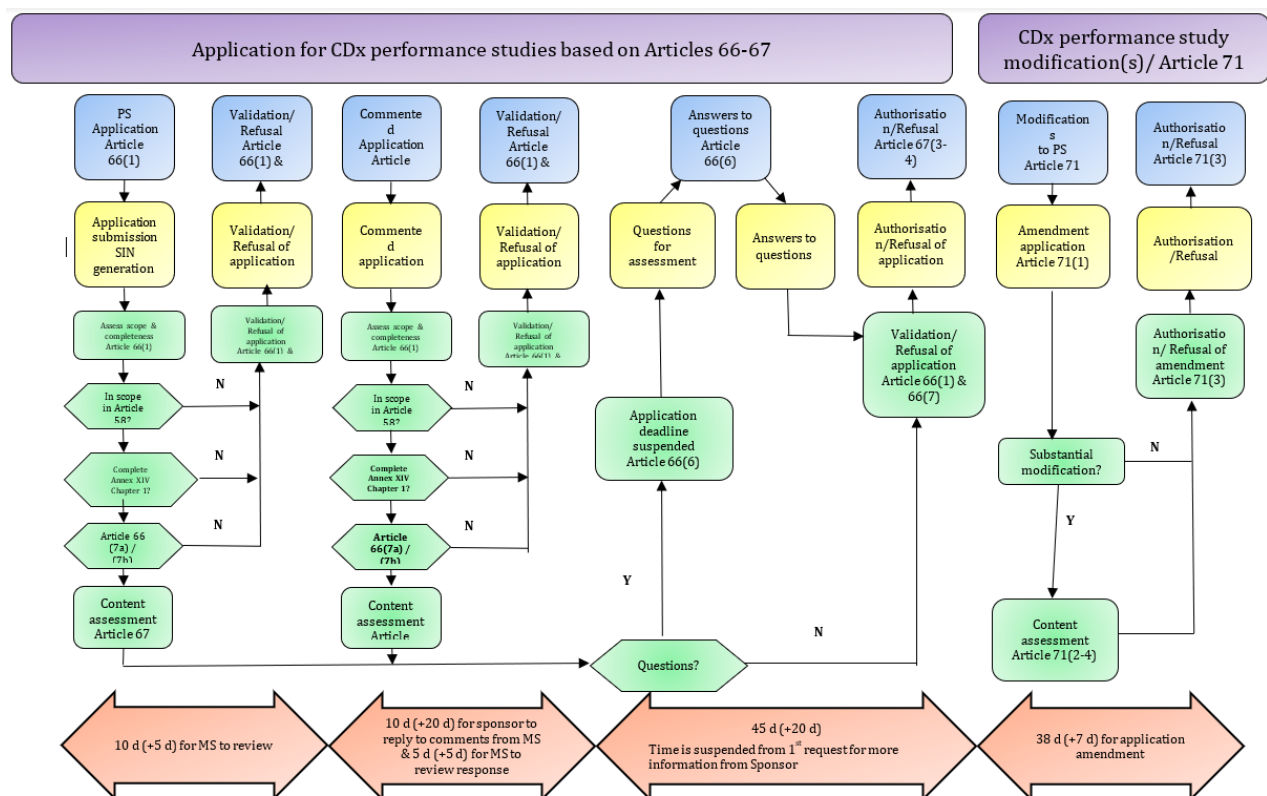 Application for CDx performance studies based on Articles 66-67
CDx performance study
modification(s)/ Article 71
PS
Application
Article
66(1)
Validation/
Refusal
Article
66(1) &
Commente
d
Application
Article
Validation/
Refusal
Article
66(1) &
Answers to
questions
Article
66(6)
Authorisatio
n/Refusal
Article 67(3-
4)
Modification
s
to PS
Article 71
Authorisatio
n/Refusal
Article 71(3)
Application
submission
SIN
generation
Validation/
Refusal of
application
Commente
d
application
Validation/
Refusal of
application
Questions
for
assessment
Answers to
questions
Authorisatio
n/Refusal of
application
Amendment
application
Article 71(1)
Authorisation
/Refusal
Assess scope &
completeness
Article 66(1)
Validation/
Refusal of
application
Article 66(1) &
Assess scope &
completeness
Article 66(1)
Validation/
Refusal of
application
Article 66(1) &
Validation/
Refusal of
application
Article 66(1) &
66(7)
Authorisatio
n/ Refusal of
amendment
Article 71(3)
In scope
in Article
58?
N
In scope
in Article
58?
N
Application
deadline
suspended
Article 66(6)
Substantial
modification?
N
Complete
Annex XIV
Chapter 1?
N
Complete
Annex XIV
Chapter 1?
N
Article 66
(7a) /
(7b)
N
Article
66(7a) /
(7b)
N
Y
Y
Content
assessment
Article 67
Content
assessment
Article
Questions?
N
Content
assessment
Article 71(2-4)
10 d (+5 d) for MS to review
10 d (+20 d) for sponsor to
reply to comments from MS
& 5 d (+5 d) for MS to
review response
45 d (+20 d)
Time is suspended from 1st request for more
information from Sponsor
38 d (+7 d) for application
amendment